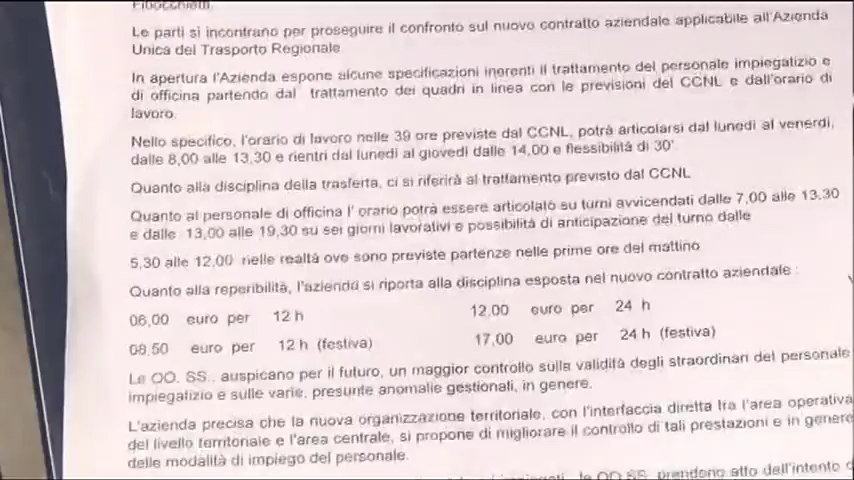 Fibocchietti.
Le parti si incontrano per proseguire il confronto sul nuovo contratto aziendale applicabile all'Azienda
Unica del Trasporto Regionale
In apertura l'Azienda espone alcune specificazioni inerenti il trattamento del personale impiegatizio e
di officina partendo dal trattamento dei quadri in linea con le previsioni del CCNL e dall'orario di
lavoro.
Nello specifico, l'orario di lavoro nelle 39 ore previste dal CCNL, potrà articolarsi dal lunedì al venerdì,
dalle 8,00 alle 13,30 e rientri dal lunedì al giovedì dalle 14,00 e flessibilità di 30'
Quanto alla disciplina della trasferta, ci si riferirà al trattamento previsto dal CCNL
Quanto al personale di officina l' orario potrà essere articolato su turni avvicendati dalle 7,00 alle 13,30
e dalle 13,00 alle 19,30 su sei giorni lavorativi e possibilità di anticipazione del turno dalle
5,30 alle 12,00 nelle realtà ove sono previste partenze nelle prime ore del mattino
Quanto alla reperibilità, l'azienda si riporta alla disciplina esposta nel nuovo contratto aziendale :
06,00 euro per 12 h 12,00 euro per 24 h
08,50 euro per 12 h (festiva) 17,00 euro per 24 h (festiva)
Le OO. SS., auspicano per il futuro, un maggior controllo sulla validità degli straordinari del personale
impiegatizio e sulle varie, presunte anomalie gestionali, in genere.
L'azienda precisa che la nuova organizzazione territoriale, con l'interfaccia diretta tra l'area operativa
del livello territoriale e l'area centrale, si propone di migliorare il controllo di tali prestazioni e in genere
delle modalità di impiego del personale.
le OO.SS. prendono atto dell'intento